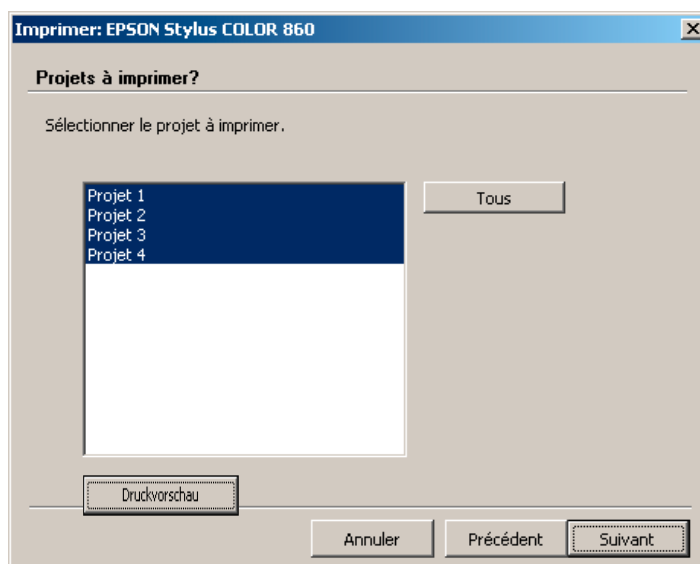 Imprimer: EPSON Stylus COLOR 860
Projets à imprimer?
Sélectionner le projet à imprimer.
Projet 1
Projet 2
Projet 3
Projet 4
Tous
Druckvorschau
Annuler
Précédent
Suivant